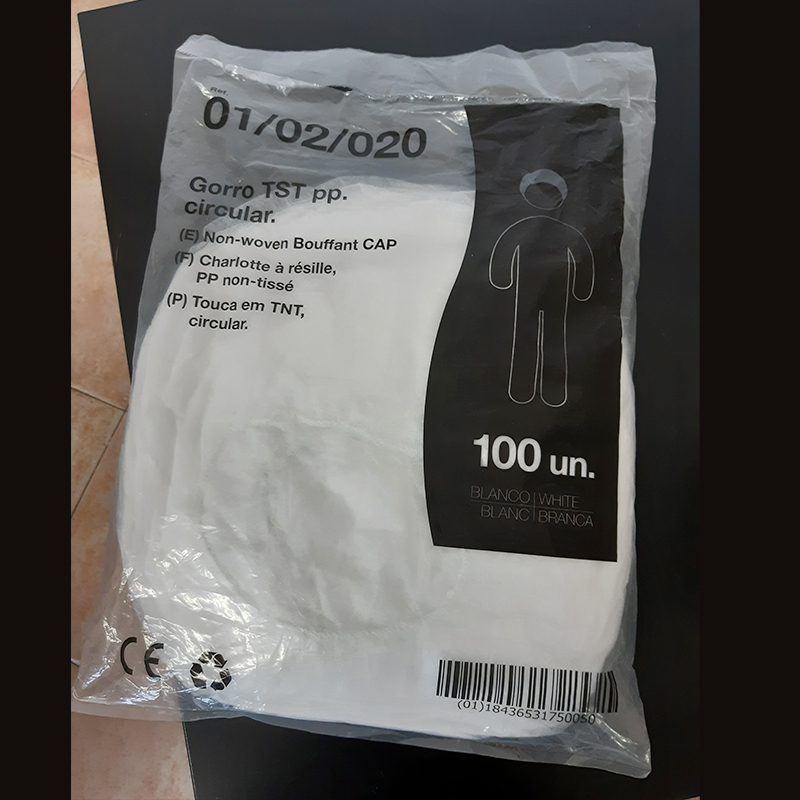 Ref.
01/02/020
Gorro TST pp.
circular.
(E) Non-woven Bouffant CAP
(F) Charlotte à résille,
PP non-tissé
(P) Touca em TNT,
circular.
100 un.
BLANCO | WHITE
BLANC | BRANCA
CE
(01)18436531750050